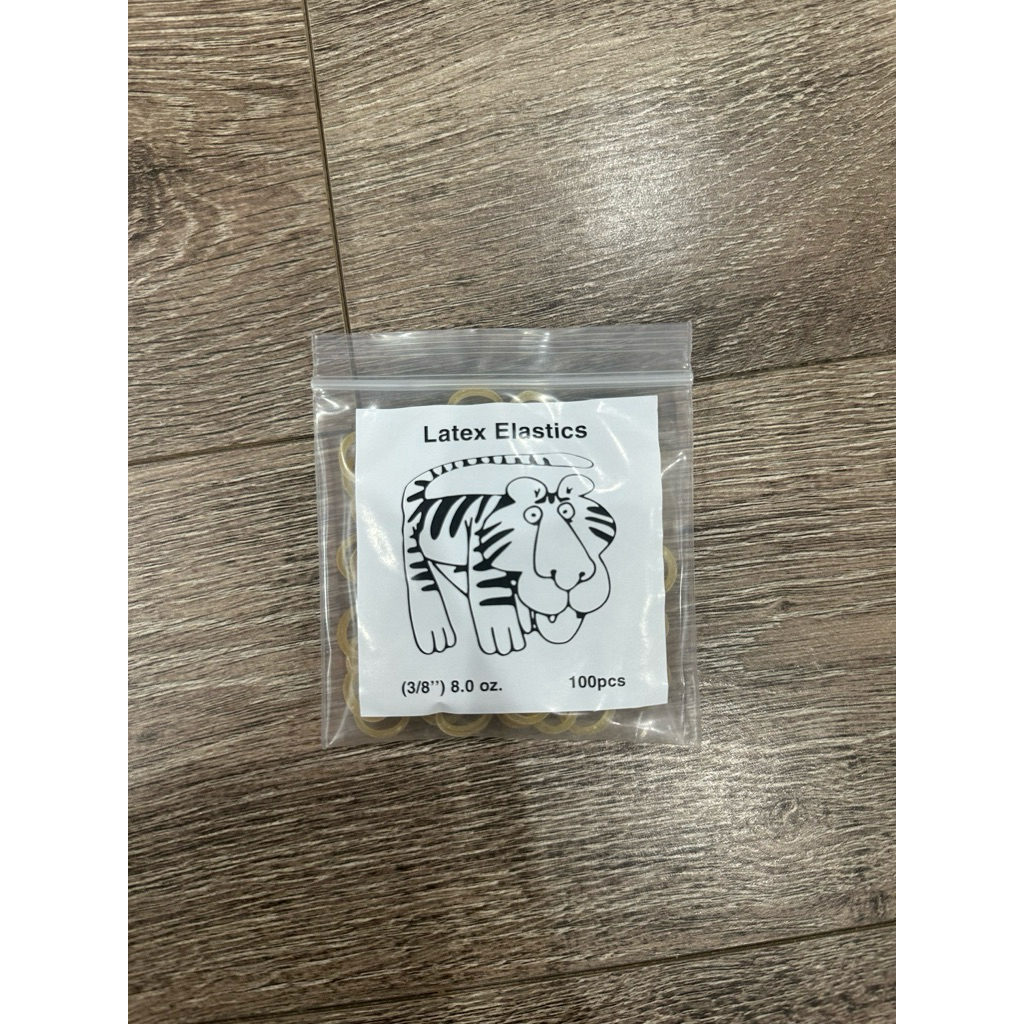 Latex Elastics
(3/8’’) 8.0 oz.
100pcs